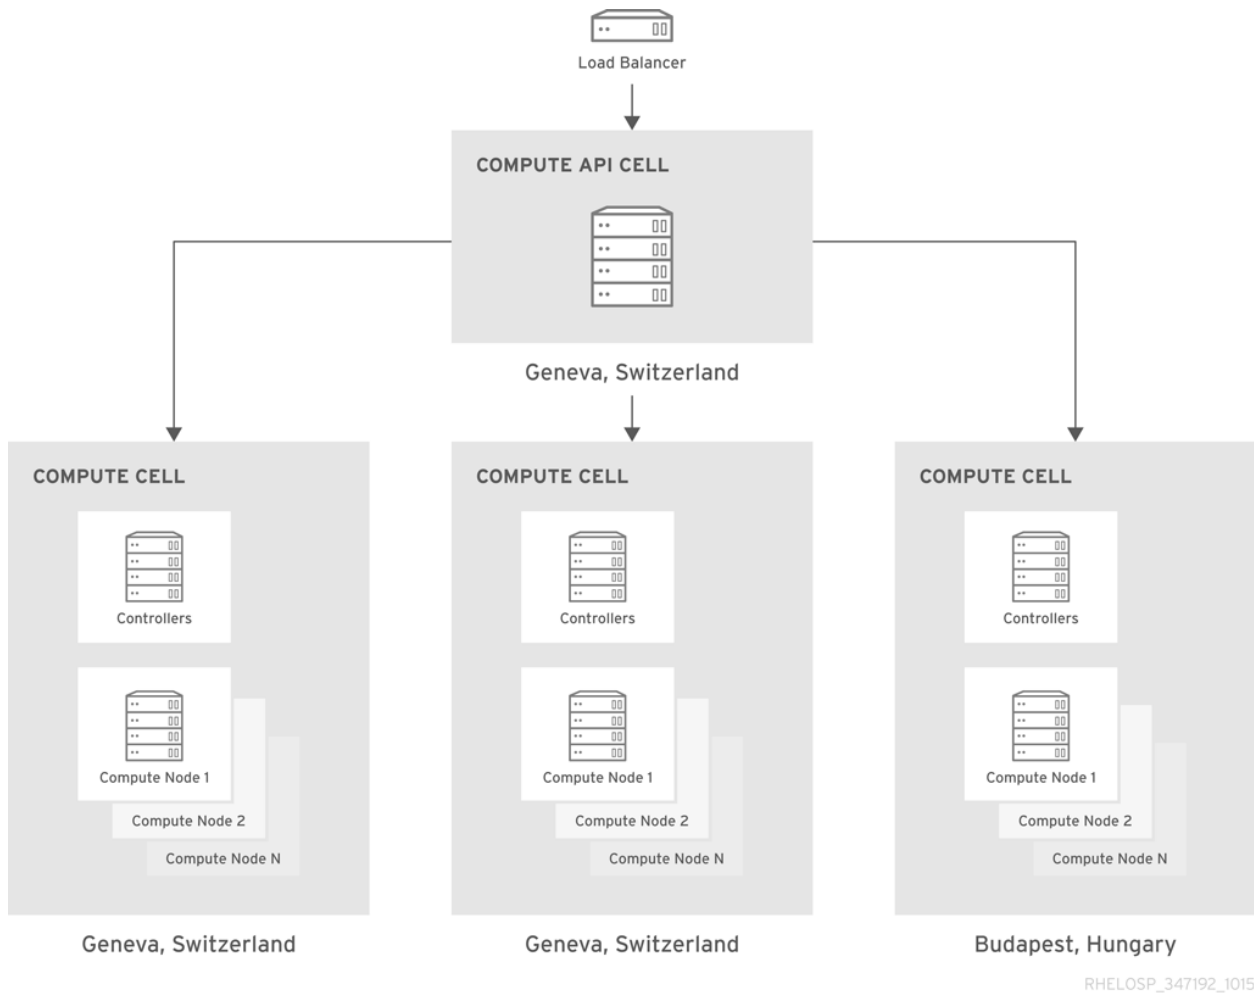 Load Balancer
COMPUTE API CELL
Geneva, Switzerland
COMPUTE CELL
Controllers
Compute Node 1
Compute Node 2
Compute Node N
Geneva, Switzerland
COMPUTE CELL
Controllers
Compute Node 1
Compute Node 2
Compute Node N
Geneva, Switzerland
COMPUTE CELL
Controllers
Compute Node 1
Compute Node 2
Compute Node N
Budapest, Hungary
RHELOSP_347192_1015